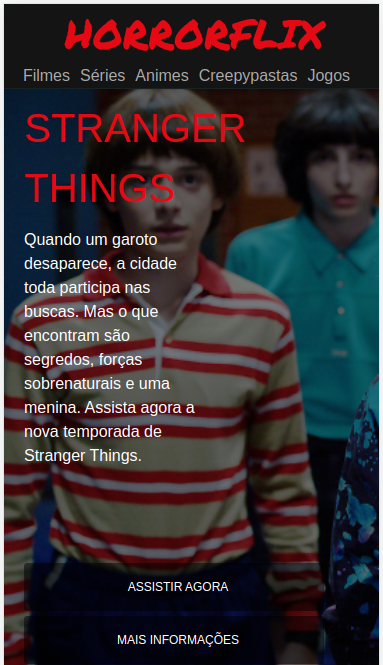 HORRORFLIX
Filmes Séries Animes Creepypastas Jogos
STRANGER
THINGS
Quando um garoto
desaparece, a cidade
toda participa nas
buscas. Mas o que
encontram são
segredos, forças
sobrenaturais e uma
menina. Assista agora a
nova temporada de
Stranger Things.
ASSISTIR AGORA
MAIS INFORMAÇÕES